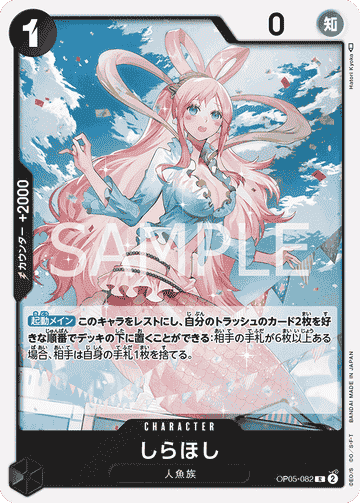 1
0
知
Hatori Kyoka
カウンター +2000
SAMPLE
起動メイン このキャラをレストにし、自分のトラッシュのカード2枚を好
きな順番でデッキの下に置くことができる：相手の手札が6枚以上ある
場合、相手は自身の手札1枚を捨てる。
CHARACTER
しらほし
人魚族
OP05-082 R 2
©E.O./S. ©O./S.・F・T BANDAI MADE IN JAPAN